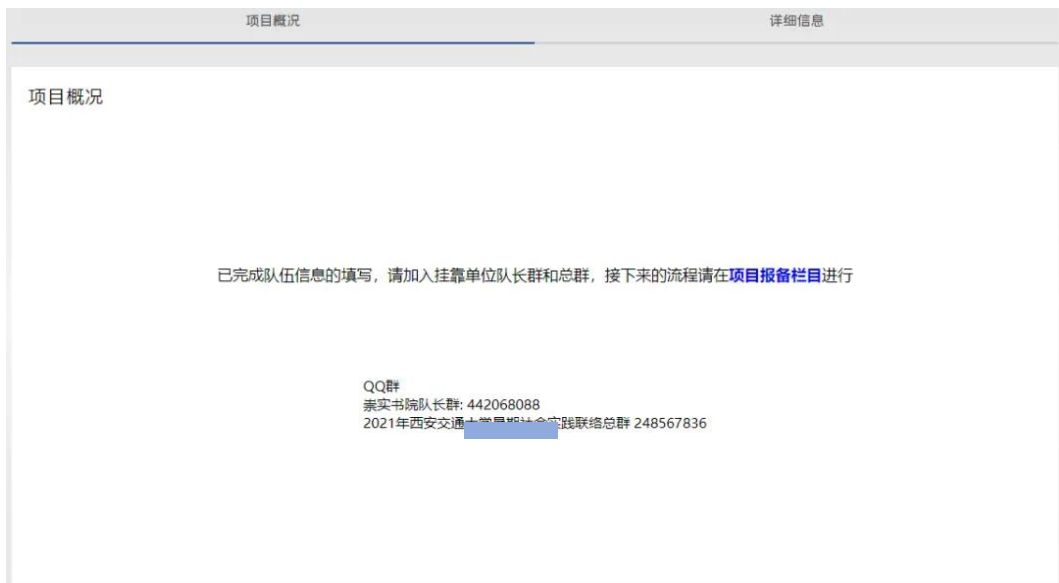 项目概况
详细信息
项目概况
已完成队伍信息的填写，请加入挂靠单位队长群和总群，接下来的流程请在项目报备栏目进行
QQ群
崇实书院队长群: 442068088
2021年西安交通 践联络总群 248567836